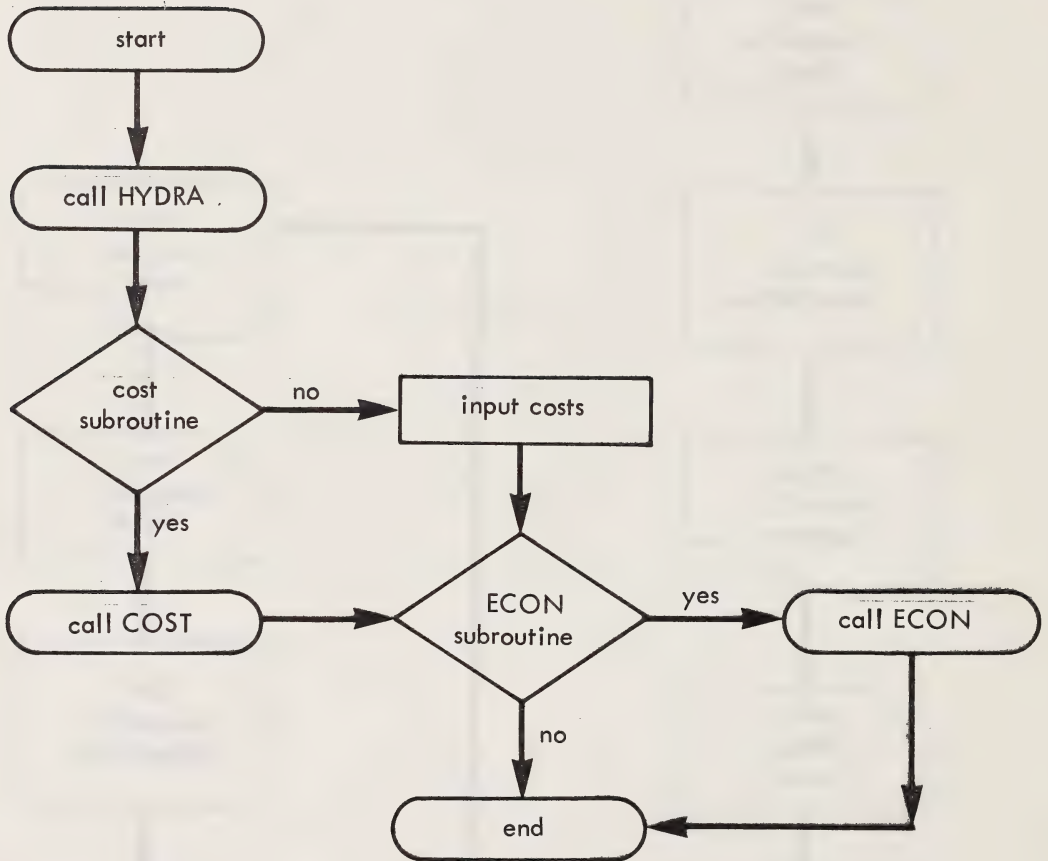 start
call HYDRA
cost
subroutine
no
input costs
yes
call COST
ECON
subroutine
yes
call ECON
no
end